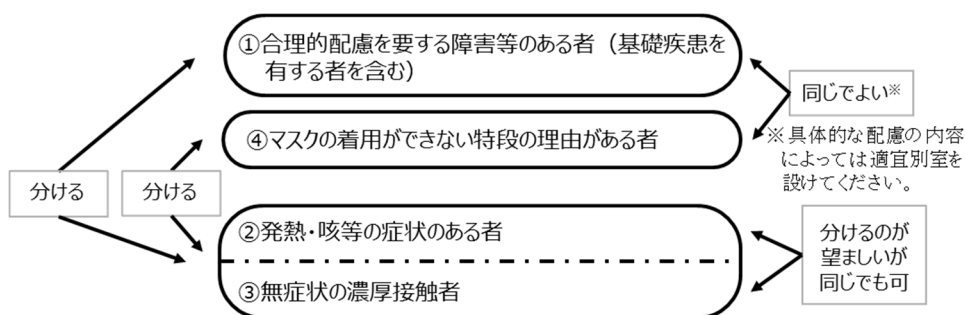 ①合理的配慮を要する障害等のある者（基礎疾患を
有する者を含む）
同じでよい※
④マスクの着用ができない特段の理由がある者
※具体的な配慮の内容
によっては適宜別室を
設けてください。
分ける
分ける
②発熱・咳等の症状のある者
③無症状の濃厚接触者
分けるのが
望ましいが
同じでも可